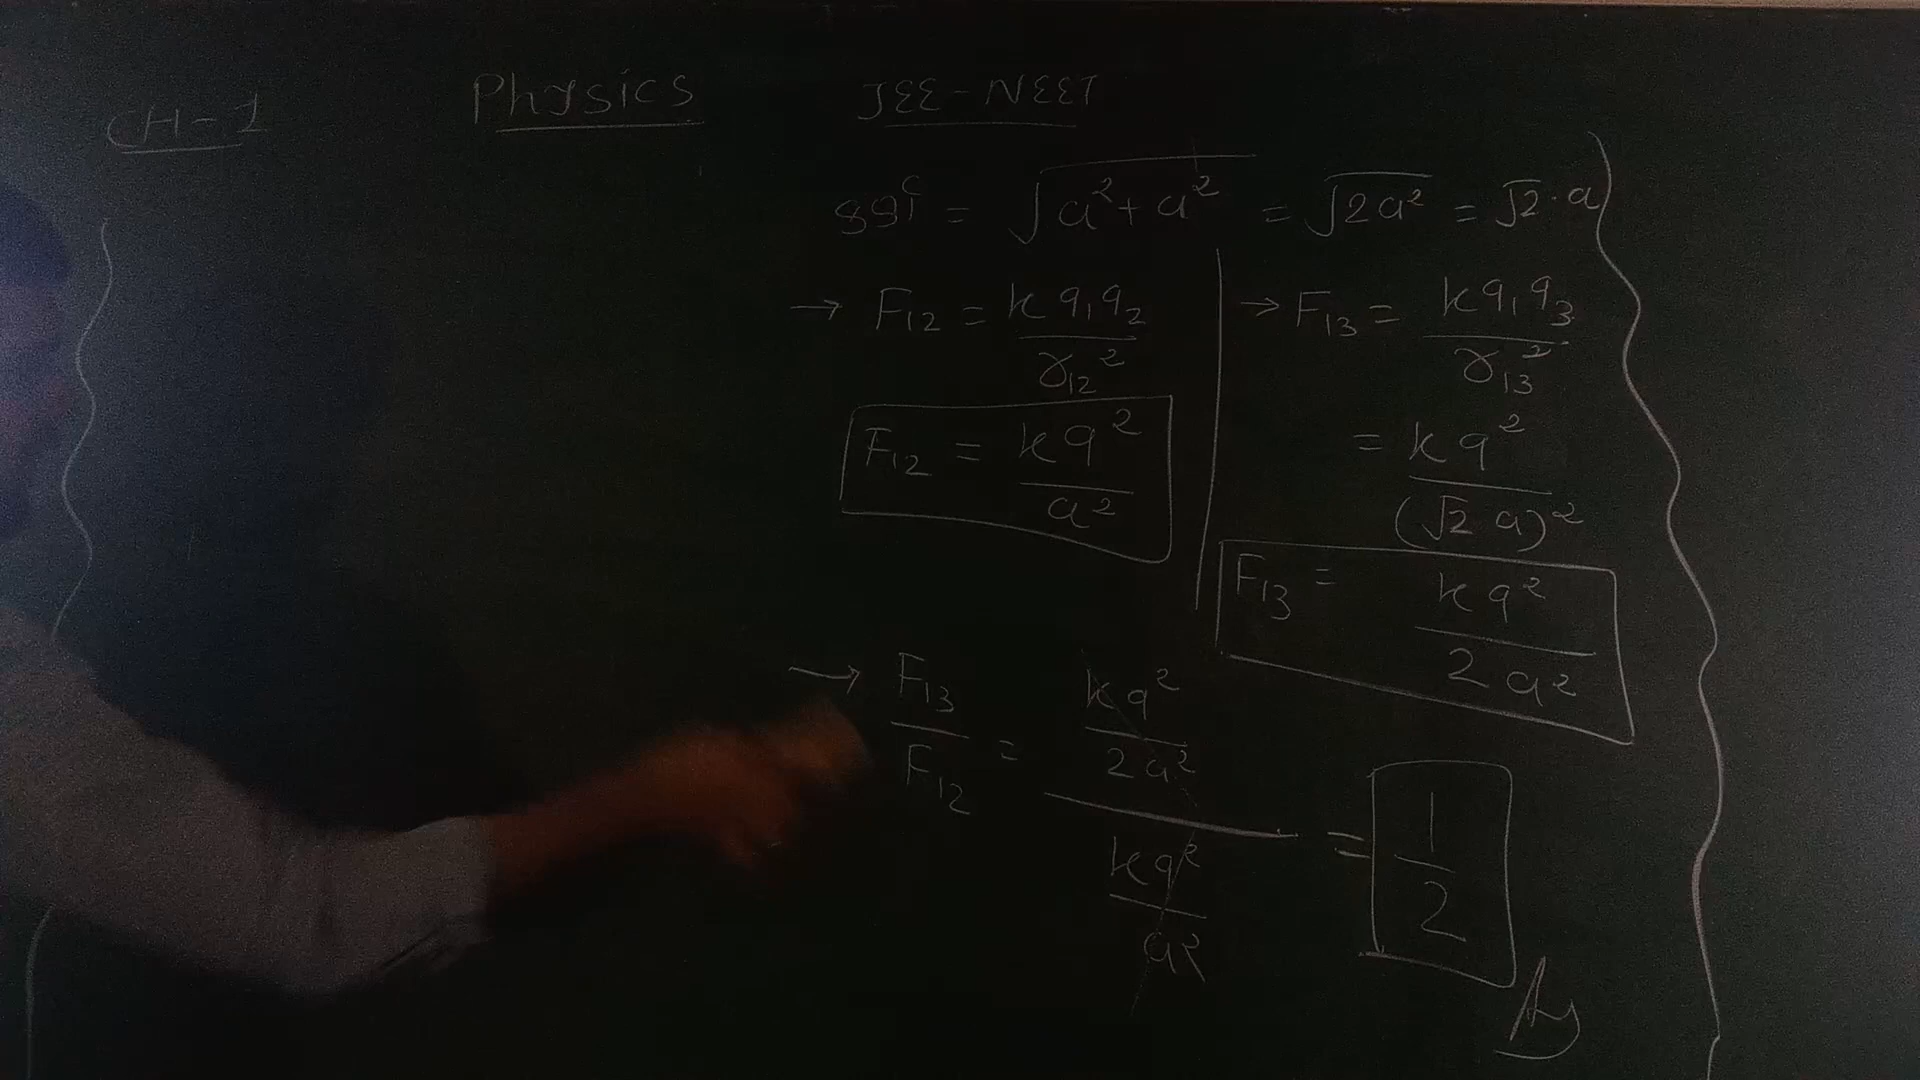 CH-1
Physics
JEE-NEET
= √a²+a² = √2a² = √2·a
→ F₁₂ = kq₁q₂/r₁₂²
F₁₂ = kq²/a²
→ F₁₃ = kq₁q₃/r₁₃²
= kq²/(√2 a)²
F₁₃ = kq²/2a²
→ F₁₃/F₁₂ = kq²/2a² / kq²/a² = 1/2